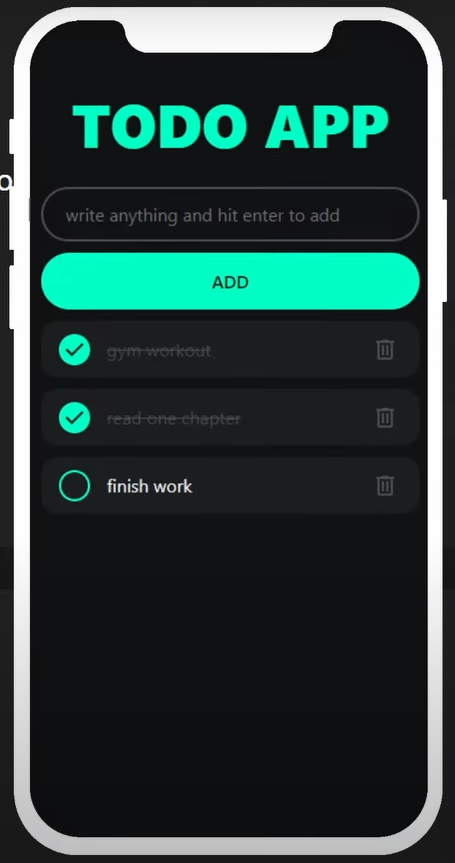 TODO APP
write anything and hit enter to add
ADD
gym workout
read one chapter
finish work